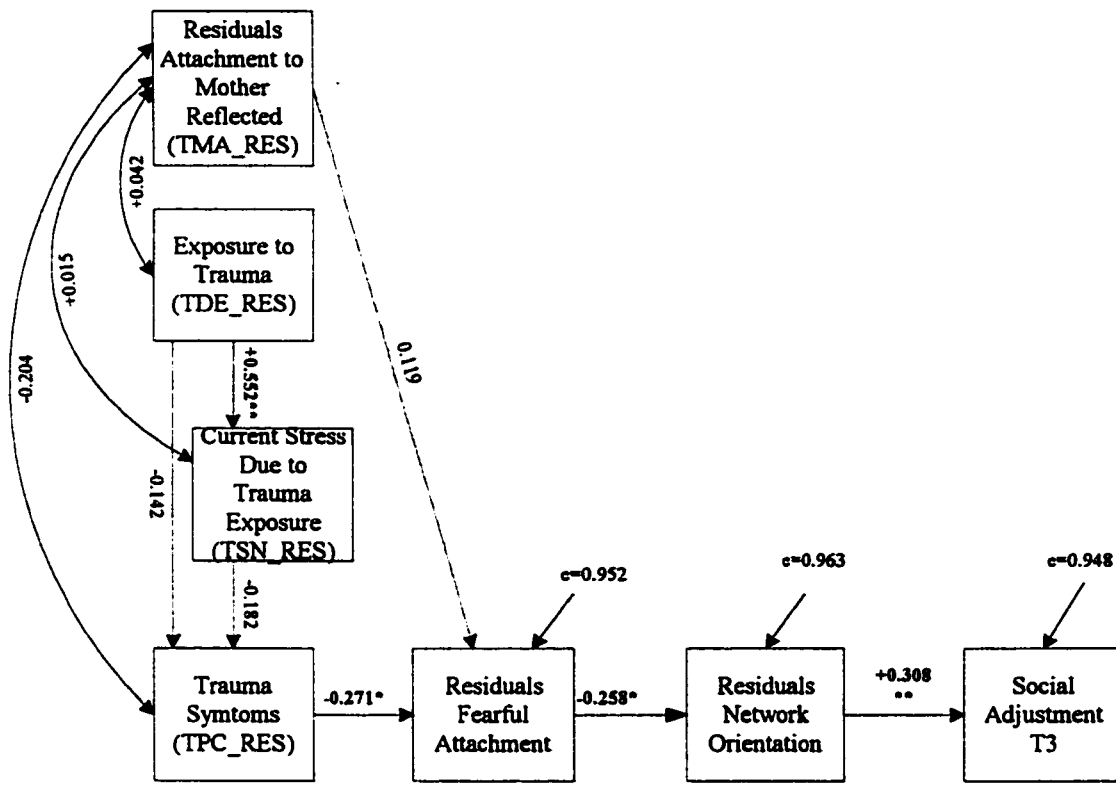 Residuals
Attachment to
Mother
Reflected
(TMA_RES)
+0.042
Exposure to
Trauma
(TDE_RES)
+0.015
-0.204
0.119
+0.552**
Current Stress
Due to
Trauma
Exposure
(TSN_RES)
-0.142
-0.182
e=0.952
e=0.963
e=0.948
Trauma
Symtoms
(TPC_RES)
-0.271*
Residuals
Fearful
Attachment
-0.258*
Residuals
Network
Orientation
+0.308
**
Social
Adjustment
T3